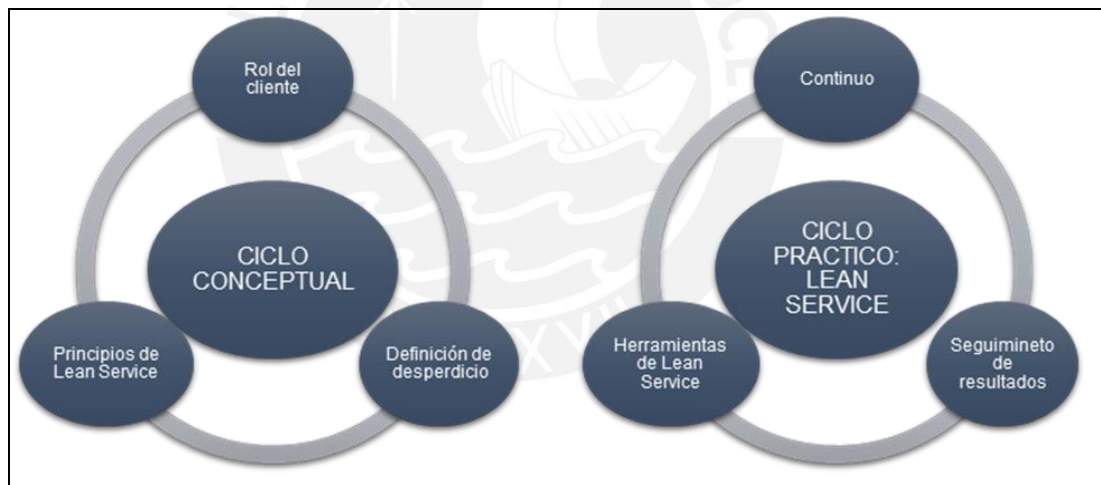 Rol del
cliente
CICLO
CONCEPTUAL
Principios de
Lean Service
Definición de
desperdicio
Continuo
CICLO
PRACTICO:
LEAN
SERVICE
Herramientas
de Lean
Service
Seguimineto
de
resultados